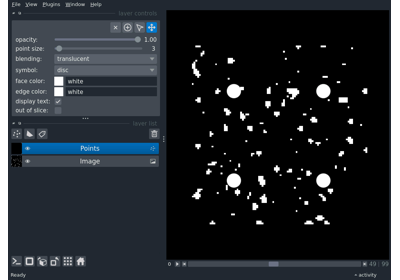 File View Plugins Window Help
layer controls
opacity: 1.00
point size: 3
blending: translucent
symbol: disc
face color: white
edge color: white
display text:
out of slice:
layer list
Points
Image
Ready
49 99
activity